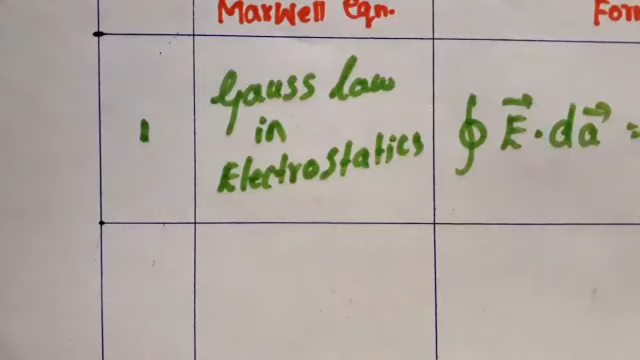 Maxwell eqn.
1
Gauss law
in
Electrostatics
∮ E⃗ · da⃗ =